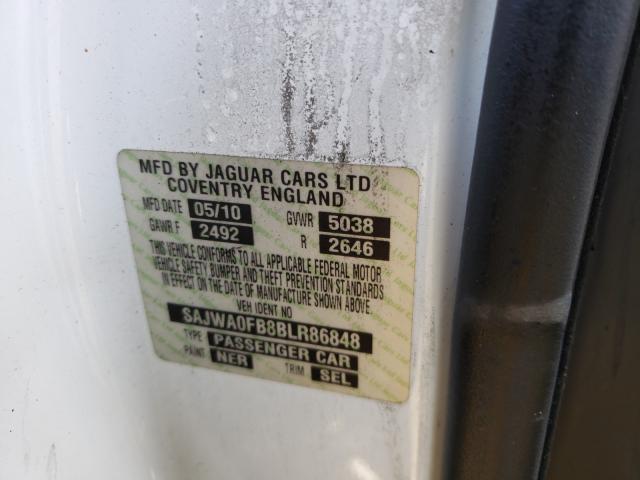 MFD BY JAGUAR CARS LTD
COVENTRY ENGLAND
MFD DATE 05/10 GVWR 5038
GAWR F 2492 R 2646
THIS VEHICLE CONFORMS TO ALL APPLICABLE FEDERAL MOTOR
VEHICLE SAFETY BUMPER AND THEFT PREVENTION STANDARDS
IN EFFECT ON THE DATE OF MANUFACTURE SHOWN ABOVE.
VEH IDENT NO
SAJWA0FB8BLR86848
TYPE PASSENGER CAR
PAINT NER TRIM SEL